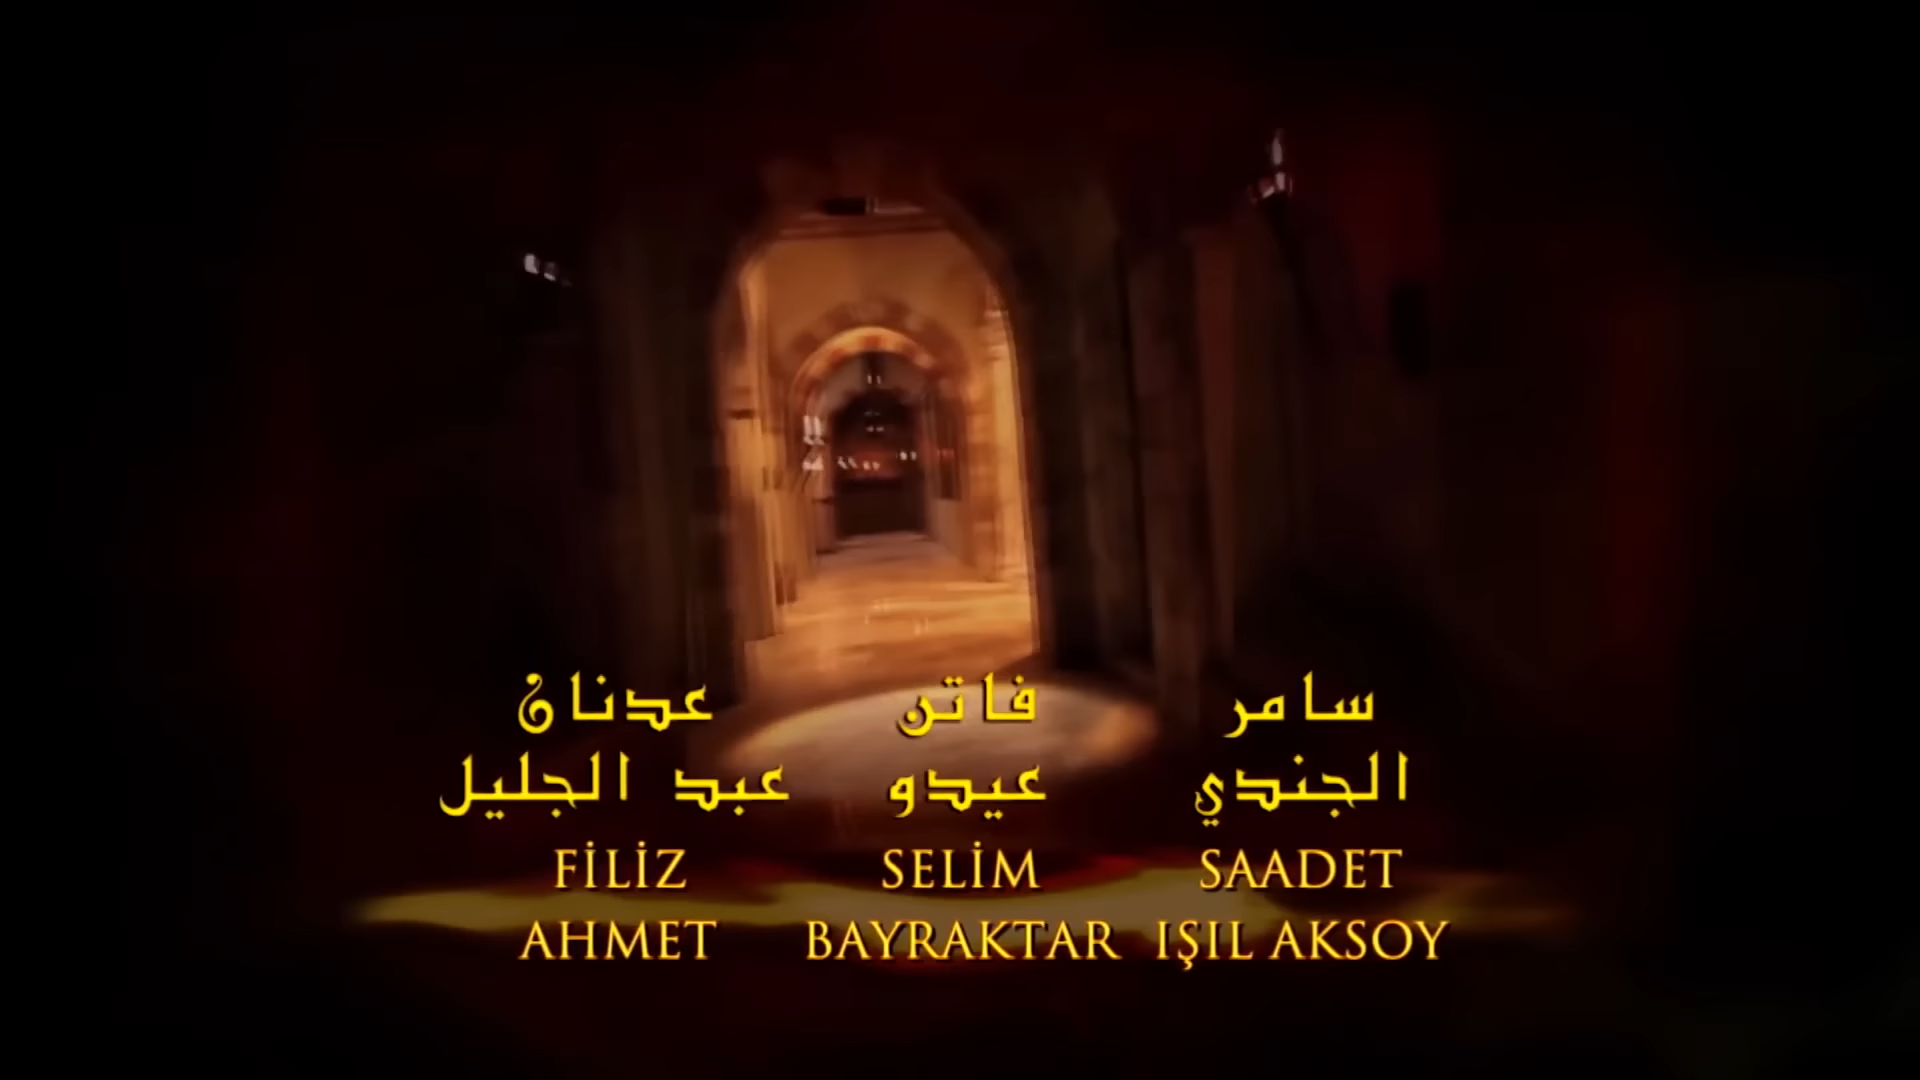 سامر فاتن عدنان
الجندي عيدو عبد الجليل
FİLİZ SELİM SAADET
AHMET BAYRAKTAR IŞIL AKSOY